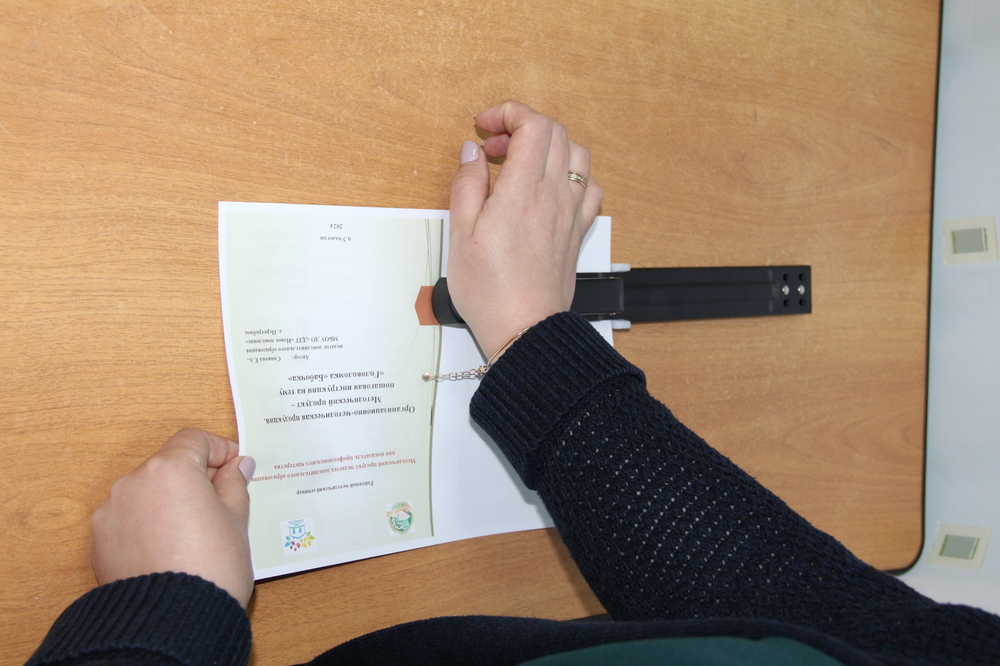 Районный методический семинар
Методический продукт педагога дополнительного образования
как показатель профессионального мастерства
Организационно-методическая продукция.
Методический продукт –
пошаговая инструкция на тему
«Головоломка «Бабочка»
Автор: Сивкова Е.А.,
педагог дополнительного образования
МБОУ ДО «ДДТ «Новое поколение»
с. Перегребное
п.Унъюган
2024